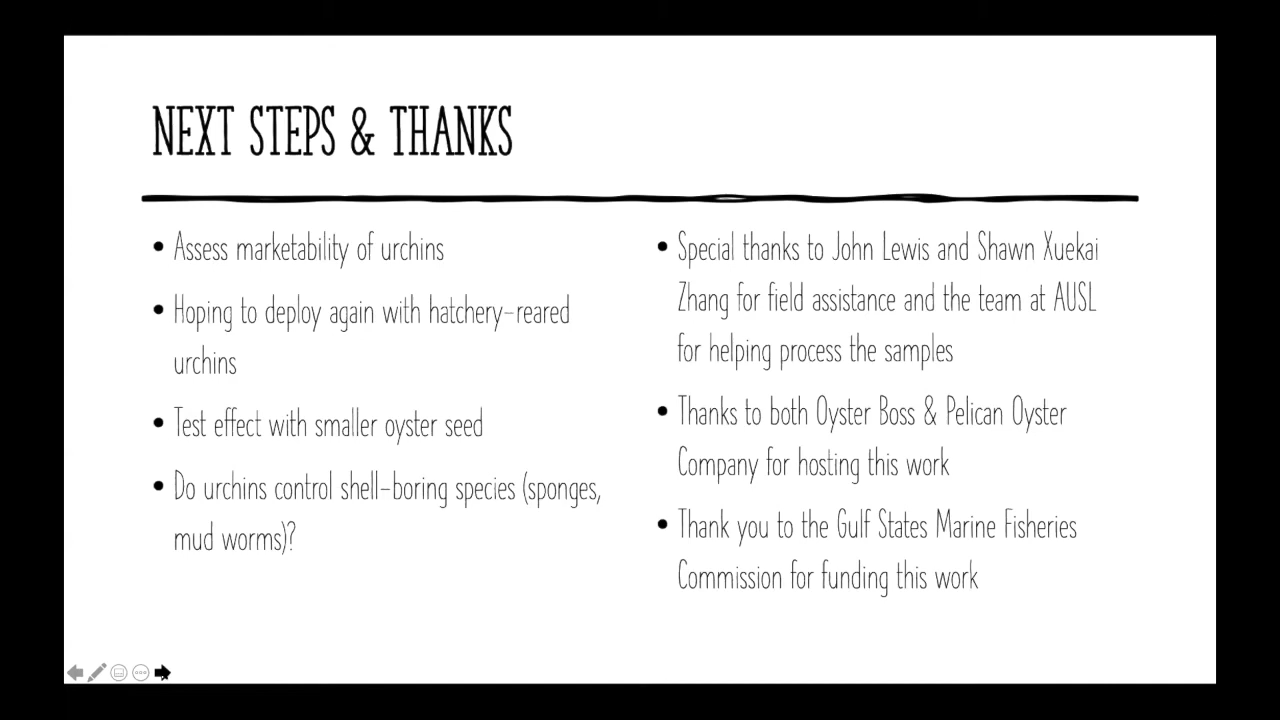 NEXT STEPS & THANKS
• Assess marketability of urchins
• Hoping to deploy again with hatchery-reared
urchins
• Test effect with smaller oyster seed
• Do urchins control shell-boring species (sponges,
mud worms)?
• Special thanks to John Lewis and Shawn Xuekai
Zhang for field assistance and the team at AUSL
for helping process the samples
• Thanks to both Oyster Boss & Pelican Oyster
Company for hosting this work
• Thank you to the Gulf States Marine Fisheries
Commission for funding this work